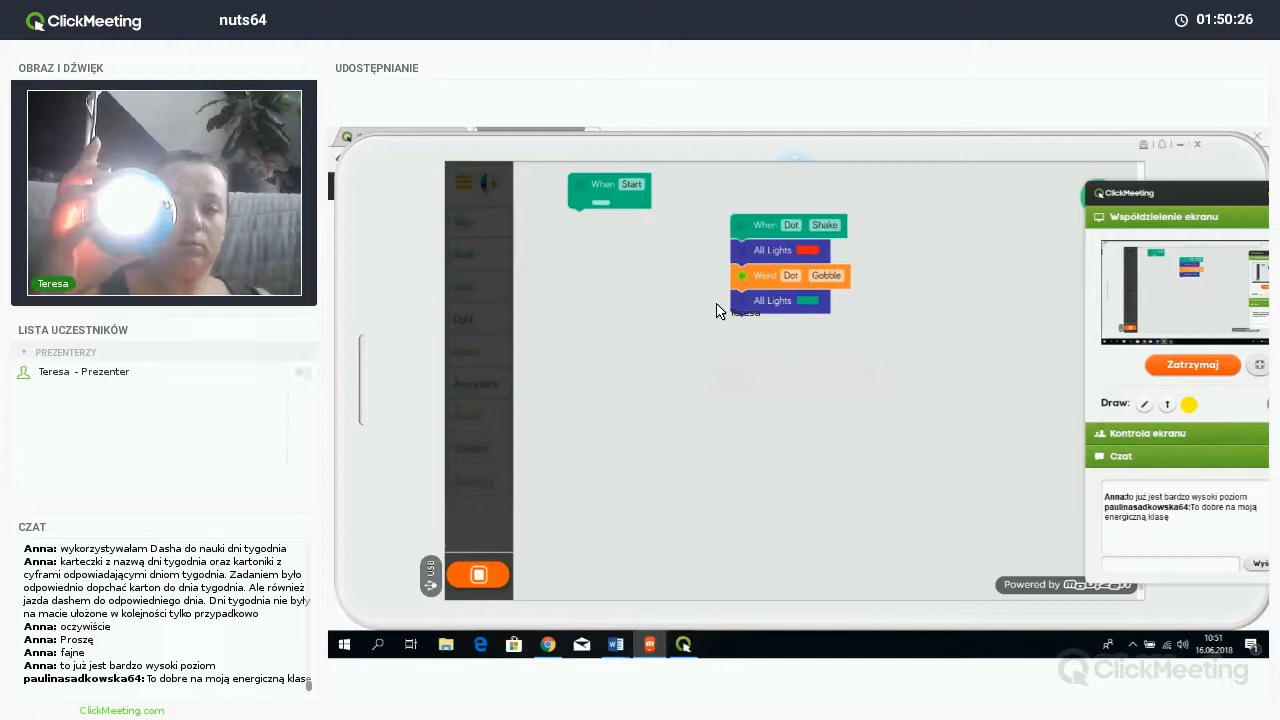 ClickMeeting
nuts64
01:50:26
OBRAZ I DŹWIĘK
Teresa
LISTA UCZESTNIKÓW
PREZENTERZY
Teresa - Prezenter
CZAT
Anna: wykorzystywałam Dasha do nauki dni tygodnia
Anna: karteczki z nazwą dni tygodnia oraz kartoniki z
cyframi odpowiadającymi dniom tygodnia. Zadaniem było
odpowiednio dopchać karton do dnia tygodnia. Ale również
jazda dashem do odpowiedniego dnia. Dni tygodnia nie były
na macie ułożone w kolejności tylko przypadkowo
Anna: oczywiście
Anna: Proszę
Anna: fajne
Anna: to już jest bardzo wysoki poziom
paulinasadkowska64: To dobre na moją energiczną klasę
ClickMeeting.com
UDOSTĘPNIANIE
When Start
When Dot Shake
All Lights
Weird Dot Gobble
All Lights
Teresa
Light
Animations
USB
Powered by mobizen
ClickMeeting
Współdzielenie ekranu
Zatrzymaj
Draw:
Kontrola ekranu
Czat
Anna:to już jest bardzo wysoki poziom
paulinasadkowska64:To dobre na moją
energiczną klasę
Wyś
10:51
16.06.2018
ClickMeeting